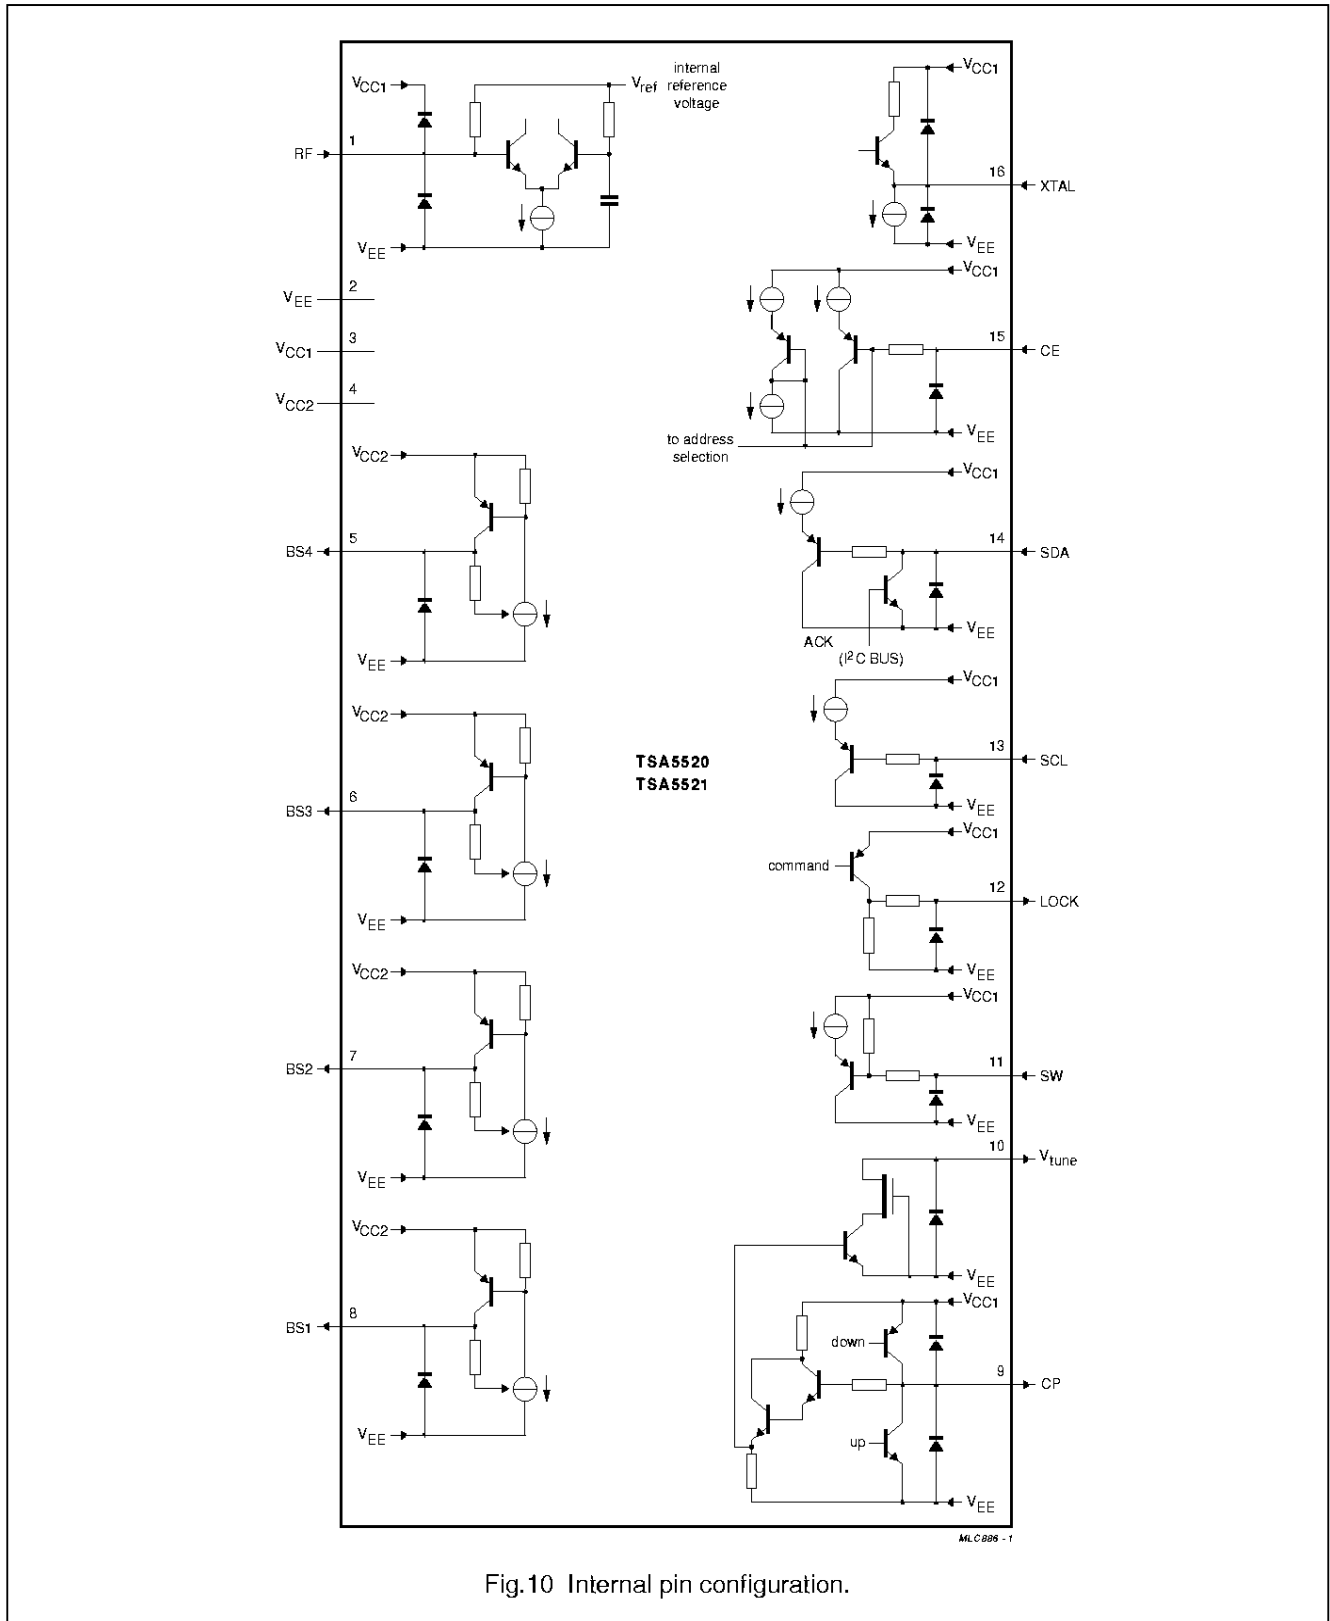 VCC1
1
RF
VEE
Vref
internal
reference
voltage
2
VEE
3
VCC1
4
VCC2
VCC2
5
BS4
VEE
VCC2
6
BS3
VEE
VCC2
7
BS2
VEE
VCC2
8
BS1
VEE
TSA5520
TSA5521
VCC1
16
XTAL
VEE
VCC1
15
CE
VEE
to address
selection
VCC1
14
SDA
VEE
ACK
(I²C BUS)
VCC1
13
SCL
VEE
VCC1
command
12
LOCK
VEE
VCC1
11
SW
VEE
10
Vtune
VEE
VCC1
down
9
CP
up
VEE
MLC886 - 1
Fig.10 Internal pin configuration.